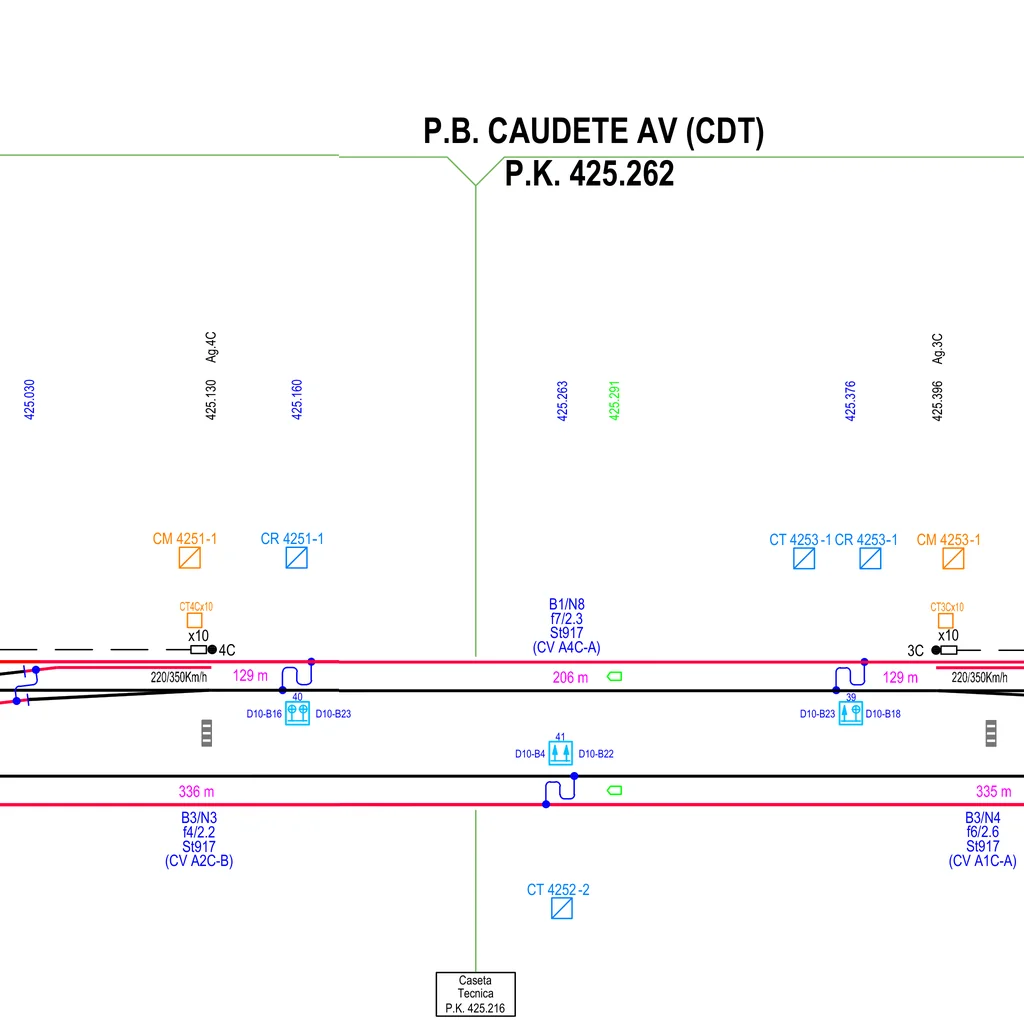 P.B. CAUDETE AV (CDT)
P.K. 425.262
Ag.4C
Ag.3C
425.030
425.130
425.160
425.263
425.291
425.376
425.396
CM 4251-1
CR 4251-1
CT 4253-1
CR 4253-1
CM 4253-1
CT4Cx10
x10
4C
B1/N8
f7/2.3
St917
(CV A4C-A)
CT3Cx10
x10
3C
220/350Km/h
129 m
206 m
129 m
220/350Km/h
40
D10-B16
D10-B23
39
D10-B23
D10-B18
41
D10-B4
D10-B22
336 m
335 m
B3/N3
f4/2.2
St917
(CV A2C-B)
B3/N4
f6/2.6
St917
(CV A1C-A)
CT 4252-2
Caseta
Tecnica
P.K. 425.216